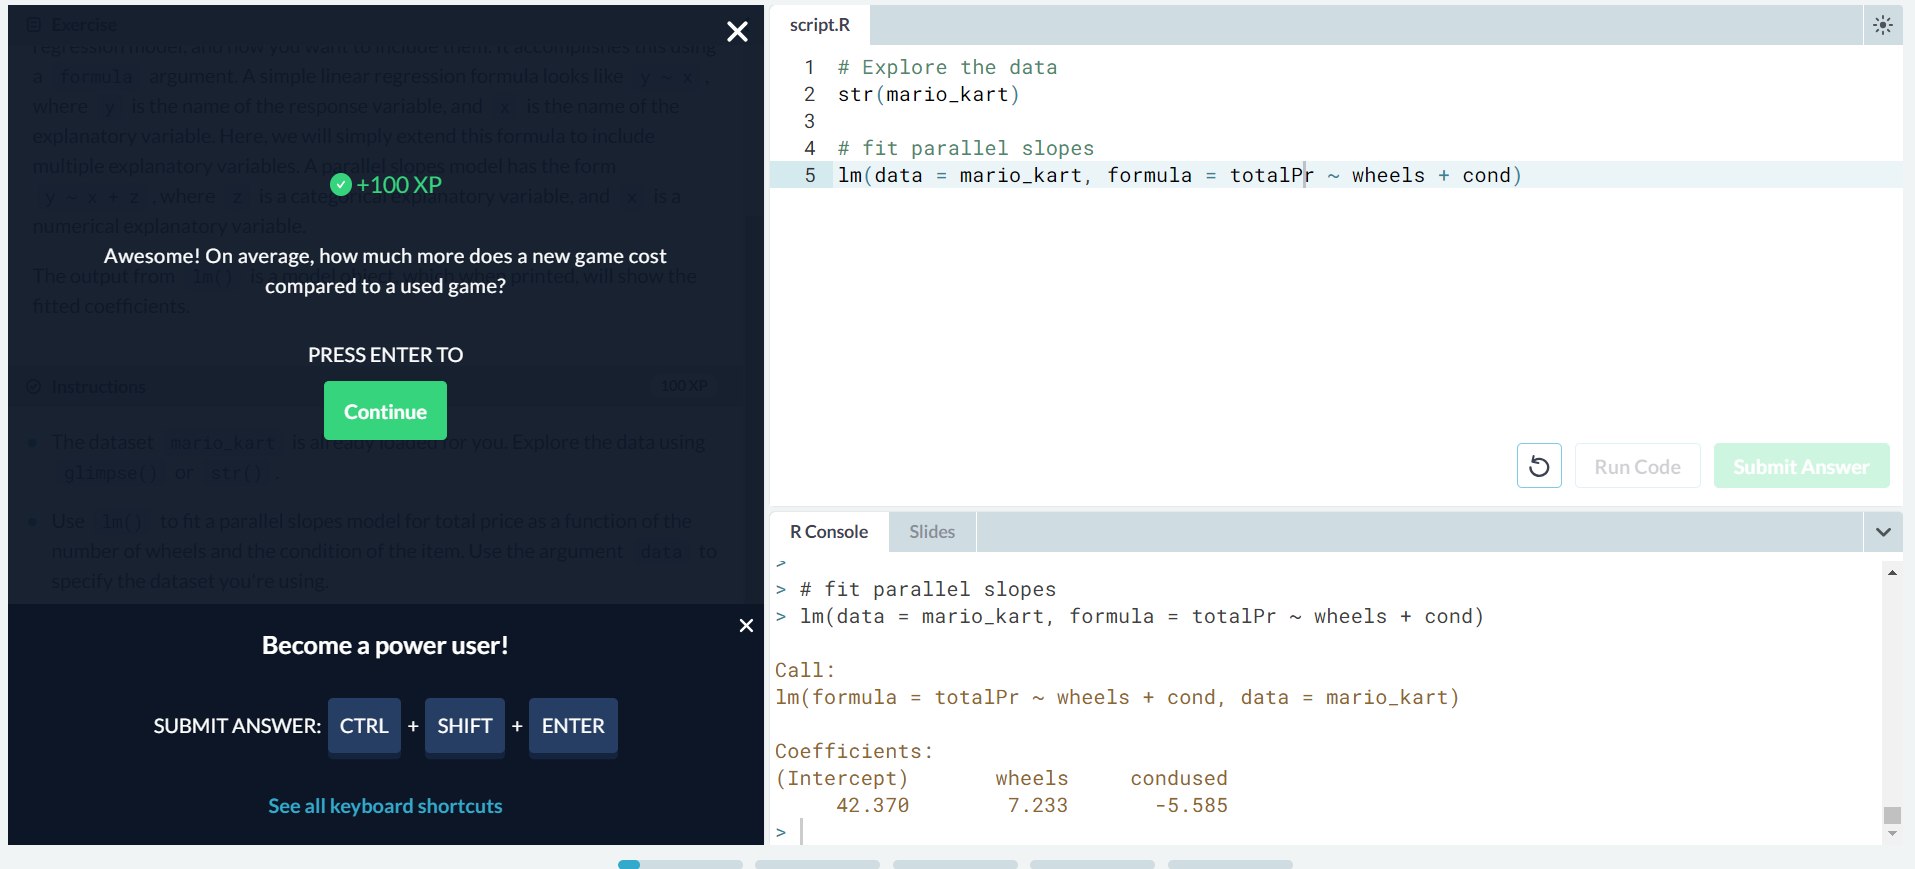 Exercise
regression model, and how you want to include them. It accomplishes this using
a formula argument. A simple linear regression formula looks like y ~ x ,
where y is the name of the response variable, and x is the name of the
explanatory variable. Here, we will simply extend this formula to include
multiple explanatory variables. A parallel slopes model has the form
y ~ x + z , where z is a categorical explanatory variable, and x is a
numerical explanatory variable.
The output from lm() is a model object, which when printed, will show the
fitted coefficients.
+100 XP
Awesome! On average, how much more does a new game cost
compared to a used game?
PRESS ENTER TO
Continue
Instructions
100 XP
The dataset mario_kart is already loaded for you. Explore the data using
glimpse() or str() .
Use lm() to fit a parallel slopes model for total price as a function of the
number of wheels and the condition of the item. Use the argument data to
specify the dataset you're using.
Become a power user!
SUBMIT ANSWER: CTRL + SHIFT + ENTER
See all keyboard shortcuts
script.R
1 # Explore the data
2 str(mario_kart)
3
4 # fit parallel slopes
5 lm(data = mario_kart, formula = totalPr ~ wheels + cond)
Run Code
Submit Answer
R Console
Slides
>
> # fit parallel slopes
> lm(data = mario_kart, formula = totalPr ~ wheels + cond)
Call:
lm(formula = totalPr ~ wheels + cond, data = mario_kart)
Coefficients:
(Intercept) wheels condused
42.370 7.233 -5.585
>